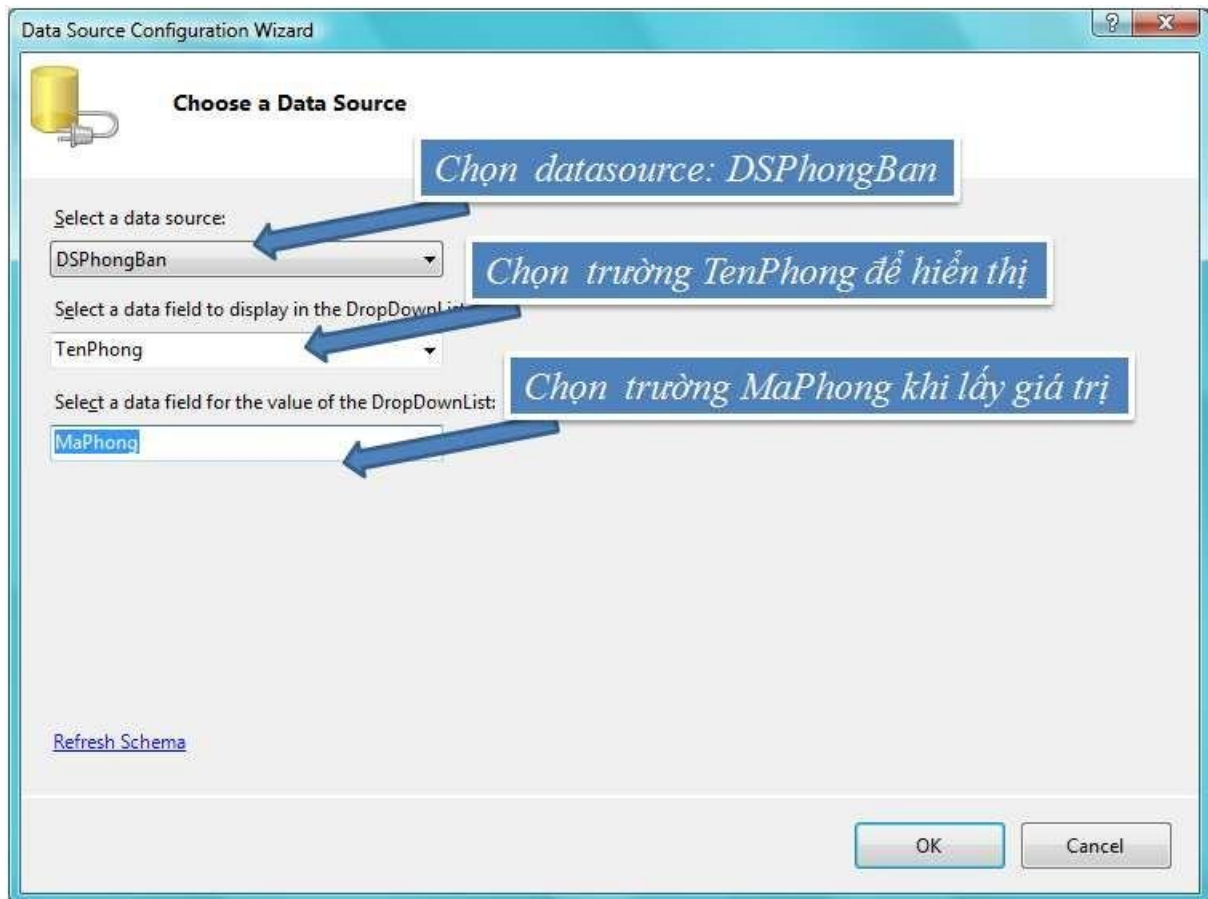 Data Source Configuration Wizard
Choose a Data Source
Chọn datasource: DSPhongBan
Select a data source:
DSPhongBan
Chọn trường TenPhong để hiển thị
Select a data field to display in the DropDownList
TenPhong
Chọn trường MaPhong khi lấy giá trị
Select a data field for the value of the DropDownList:
MaPhong
Refresh Schema
OK
Cancel